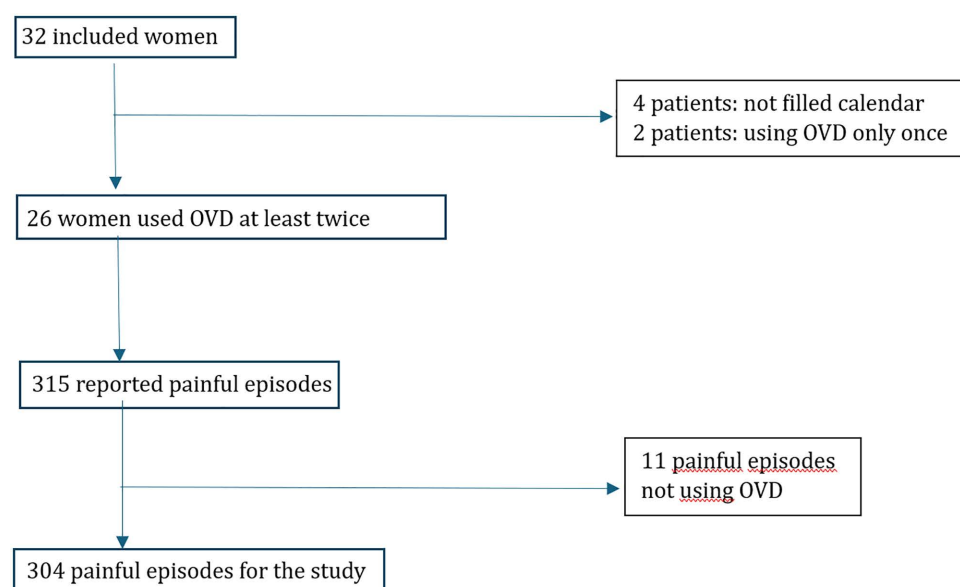 32 included women
4 patients: not filled calendar
2 patients: using OVD only once
26 women used OVD at least twice
315 reported painful episodes
11 painful episodes
not using OVD
304 painful episodes for the study